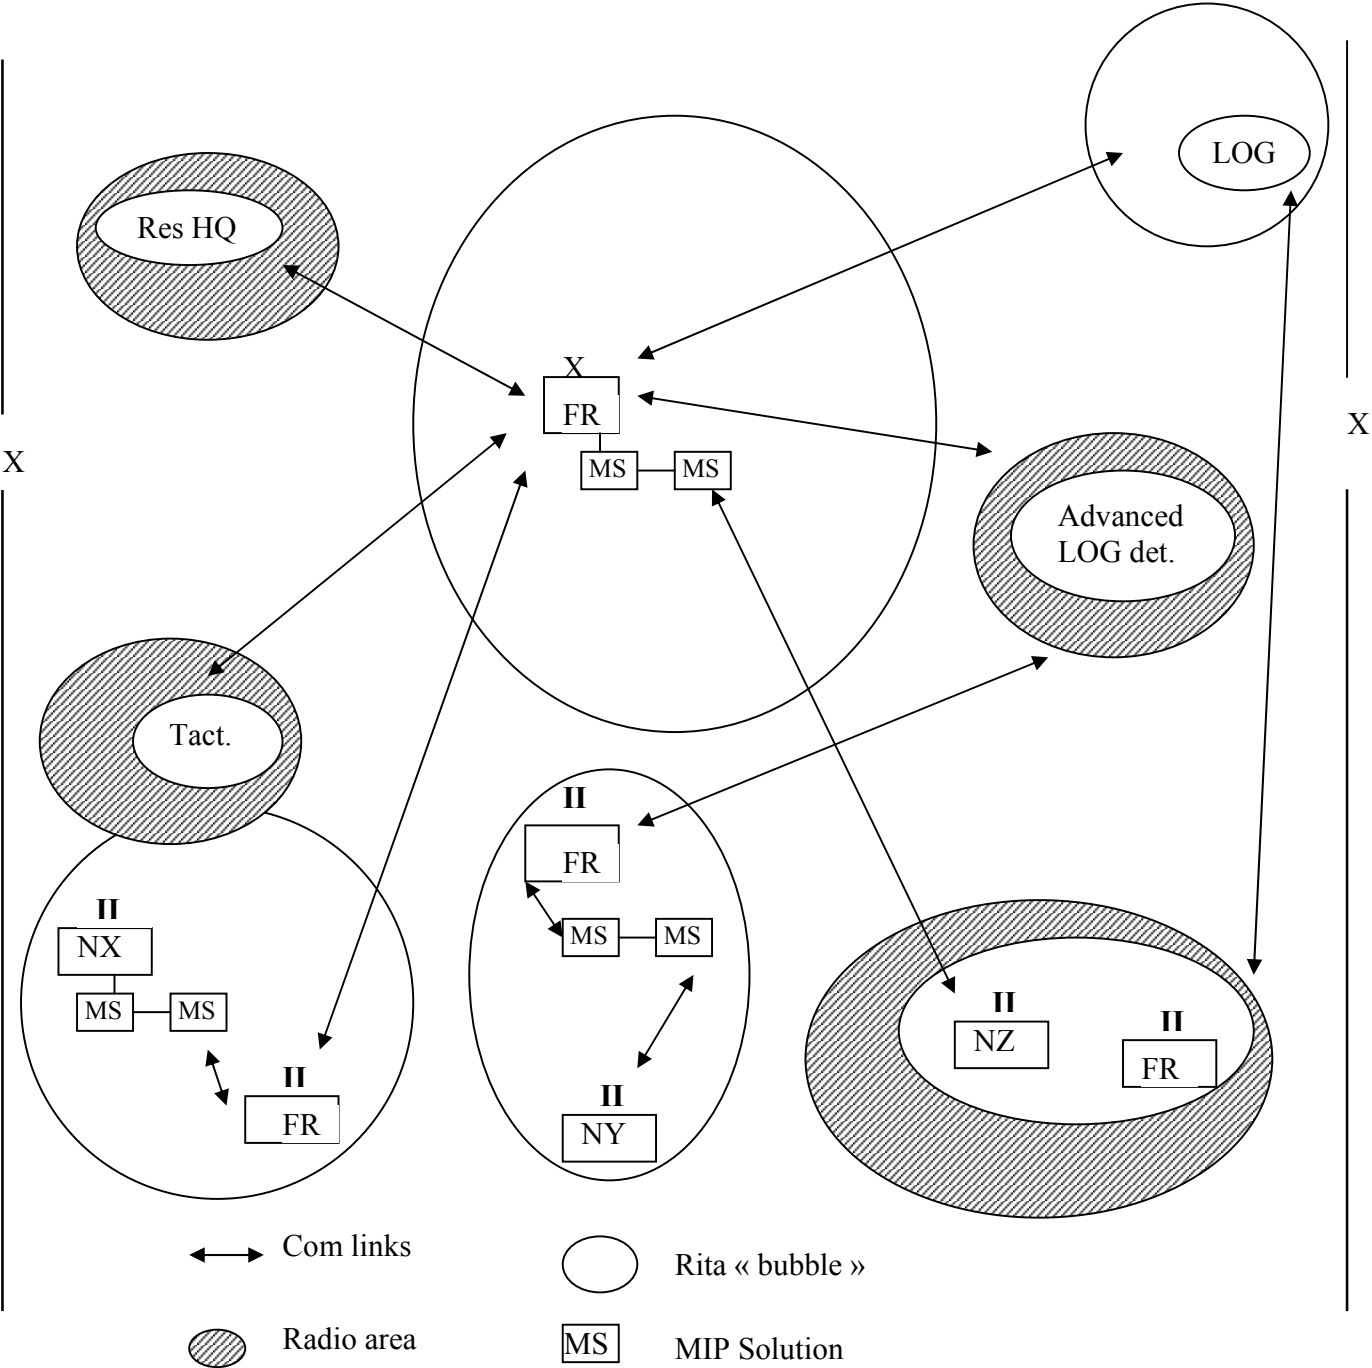 LOG
Res HQ
X
FR
MS MS
X
X
Advanced
LOG det.
Tact.
II
FR
MS MS
II
NX
MS MS
II
NZ
II
FR
II
FR
II
NY
Com links
Rita « bubble »
Radio area
MS
MIP Solution